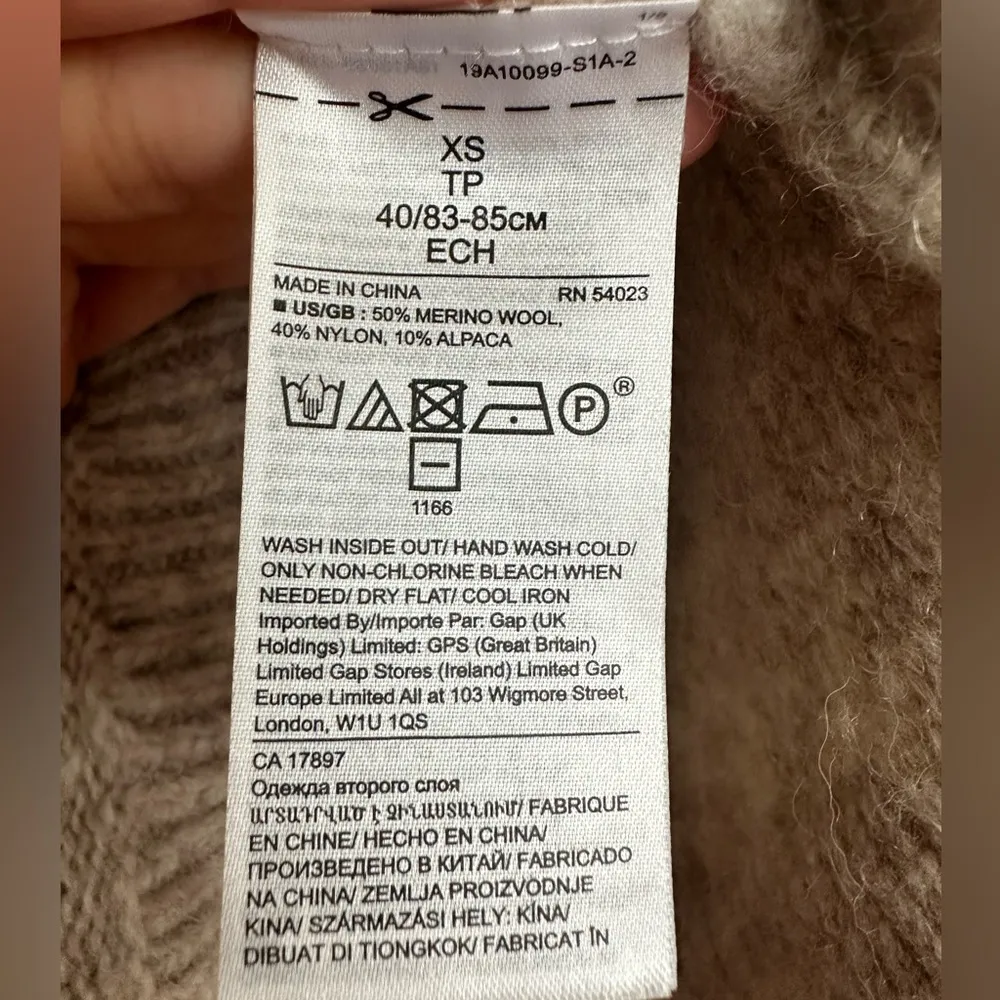 19A10099-S1A-2
XS
TP
40/83-85CM
ECH
MADE IN CHINA RN 54023
■ US/GB : 50% MERINO WOOL,
40% NYLON, 10% ALPACA
P ®
1166
WASH INSIDE OUT/ HAND WASH COLD/
ONLY NON-CHLORINE BLEACH WHEN
NEEDED/ DRY FLAT/ COOL IRON
Imported By/Importe Par: Gap (UK
Holdings) Limited: GPS (Great Britain)
Limited Gap Stores (Ireland) Limited Gap
Europe Limited All at 103 Wigmore Street,
London, W1U 1QS
CA 17897
Одежда второго слоя
ԱՐՏԱԴՐՎԱԾ Է ՉԻՆԱՍՏԱՆՈՒՄ/ FABRIQUE
EN CHINE/ HECHO EN CHINA/
ПРОИЗВЕДЕНО В КИТАЙ/ FABRICADO
NA CHINA/ ZEMLJA PROIZVODNJE
KINA/ SZÁRMAZÁSI HELY: KÍNA/
DIBUAT DI TIONGKOK/ FABRICAT ÎN